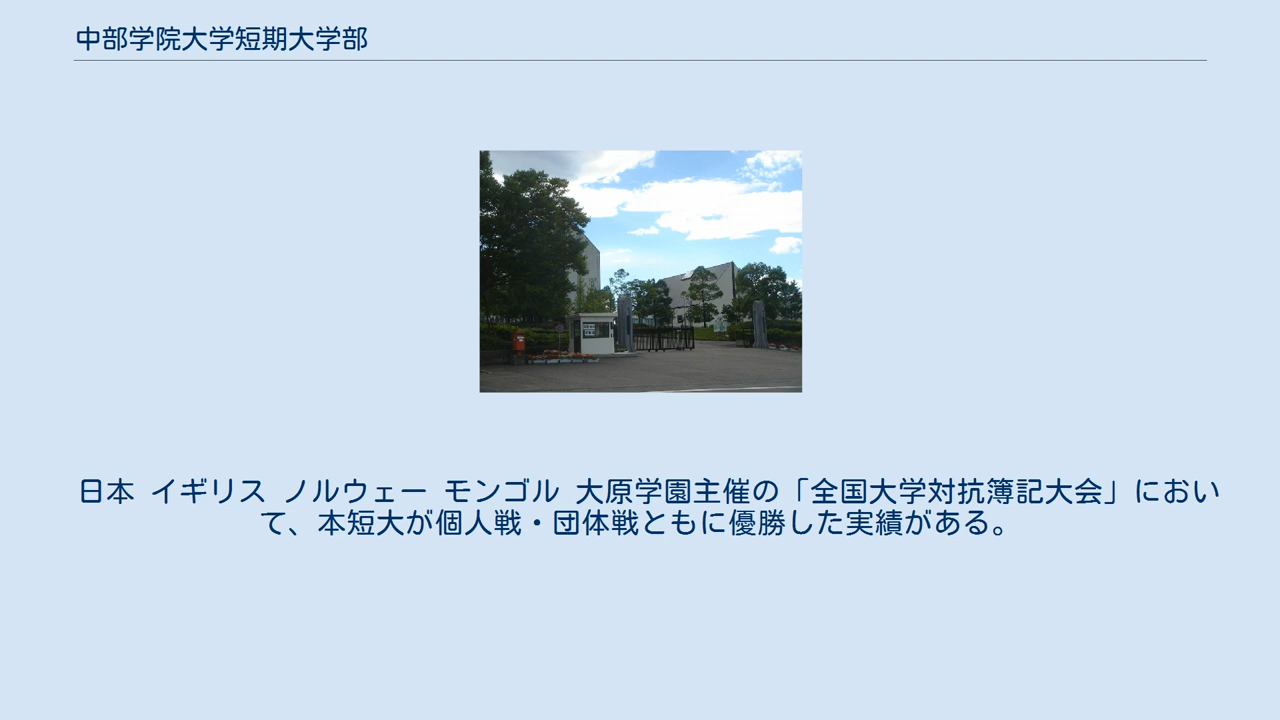 中部学院大学短期大学部
日本 イギリス ノルウェー モンゴル 大原学園主催の「全国大学対抗簿記大会」におい
て、本短大が個人戦・団体戦ともに優勝した実績がある。